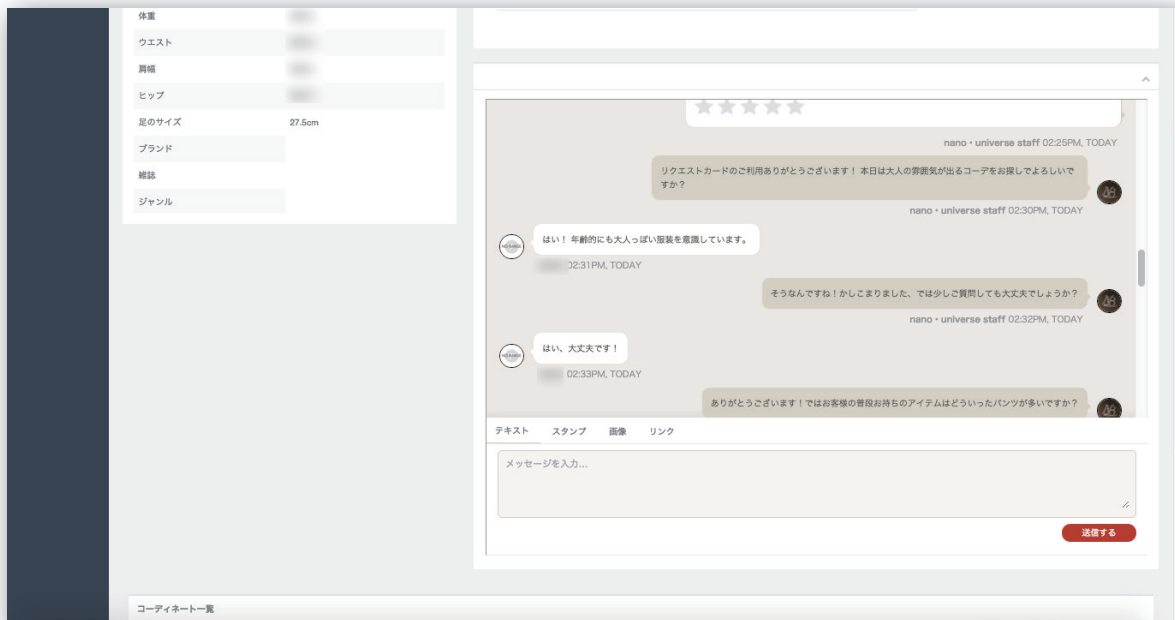 体重
ウエスト
肩幅
ヒップ
足のサイズ 27.5cm
ブランド
雑誌
ジャンル
nano・universe staff 02:25PM, TODAY
リクエストカードのご利用ありがとうございます！ 本日は大人の雰囲気が出るコーデをお探しでよろしいで
すか？
nano・universe staff 02:30PM, TODAY
はい！ 年齢的にも大人っぽい服装を意識しています。
02:31PM, TODAY
そうなんですね！かしこまりました、では少しご質問しても大丈夫でしょうか？
nano・universe staff 02:32PM, TODAY
はい、大丈夫です！
02:33PM, TODAY
ありがとうございます！ではお客様の普段お持ちのアイテムはどういったパンツが多いですか？
テキスト スタンプ 画像 リンク
メッセージを入力...
送信する
コーディネート一覧